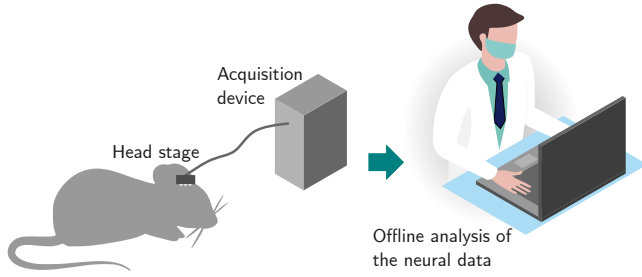 Acquisition
device
Head stage
Offline analysis of
the neural data